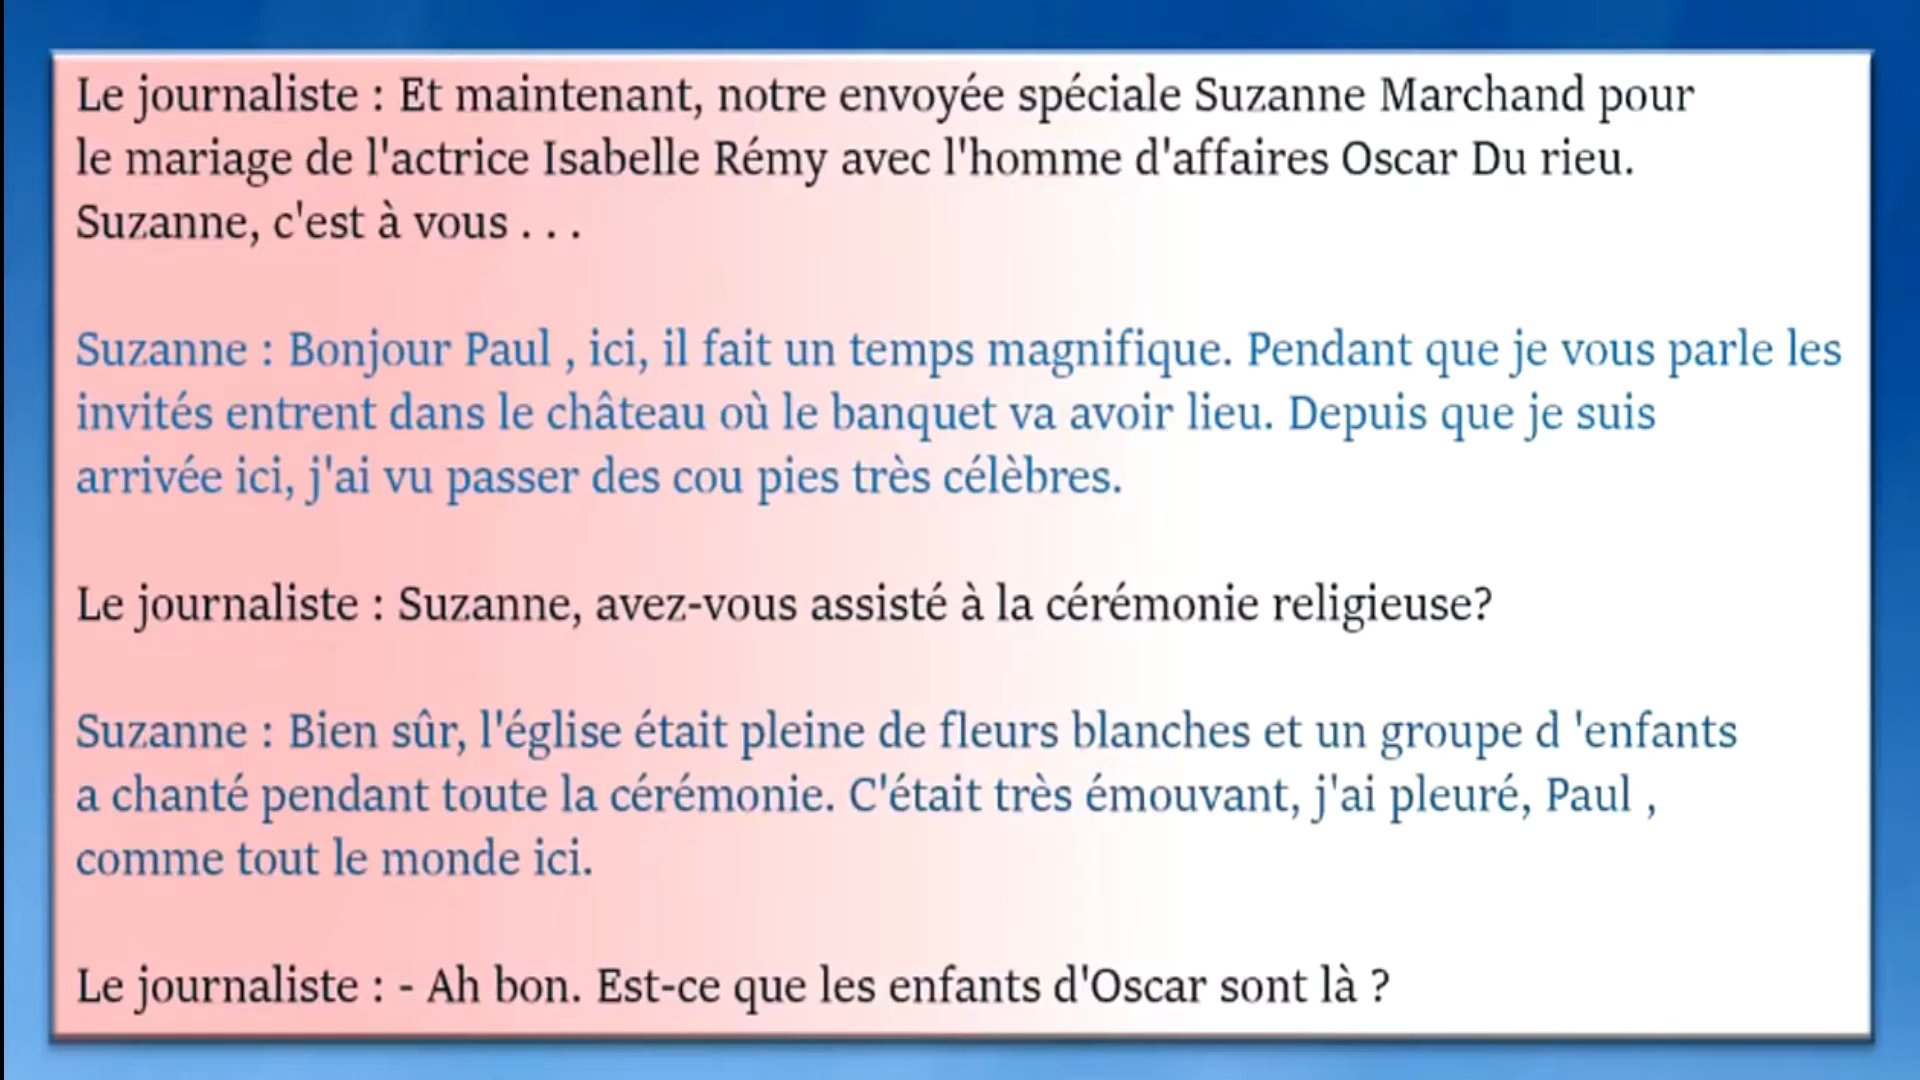 Le journaliste : Et maintenant, notre envoyée spéciale Suzanne Marchand pour
le mariage de l'actrice Isabelle Rémy avec l'homme d'affaires Oscar Du rieu.
Suzanne, c'est à vous . . .
Suzanne : Bonjour Paul , ici, il fait un temps magnifique. Pendant que je vous parle les
invités entrent dans le château où le banquet va avoir lieu. Depuis que je suis
arrivée ici, j'ai vu passer des cou pies très célèbres.
Le journaliste : Suzanne, avez-vous assisté à la cérémonie religieuse?
Suzanne : Bien sûr, l'église était pleine de fleurs blanches et un groupe d 'enfants
a chanté pendant toute la cérémonie. C'était très émouvant, j'ai pleuré, Paul ,
comme tout le monde ici.
Le journaliste : - Ah bon. Est-ce que les enfants d'Oscar sont là ?